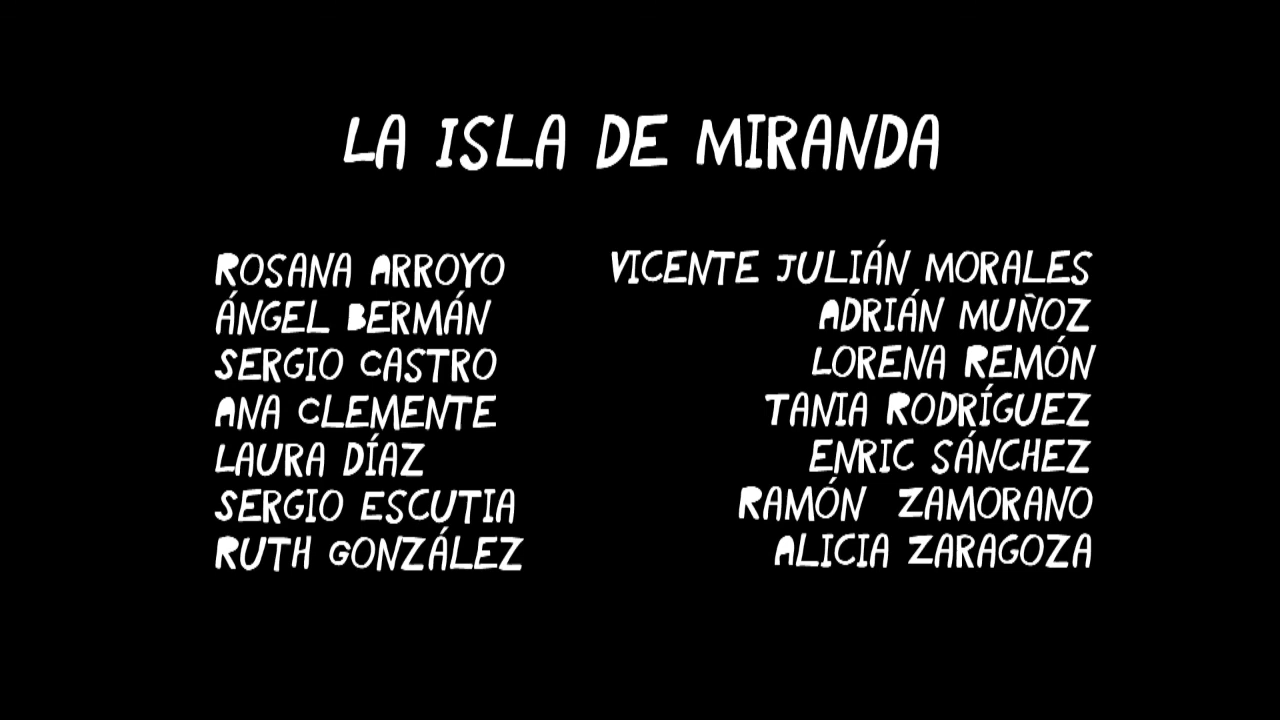 LA ISLA DE MIRANDA
ROSANA ARROYO
ÁNGEL BERMÁN
SERGIO CASTRO
ANA CLEMENTE
LAURA DÍAZ
SERGIO ESCUTIA
RUTH GONZÁLEZ
VICENTE JULIÁN MORALES
ADRIÁN MUÑOZ
LORENA REMÓN
TANIA RODRÍGUEZ
ENRIC SÁNCHEZ
RAMÓN ZAMORANO
ALICIA ZARAGOZA